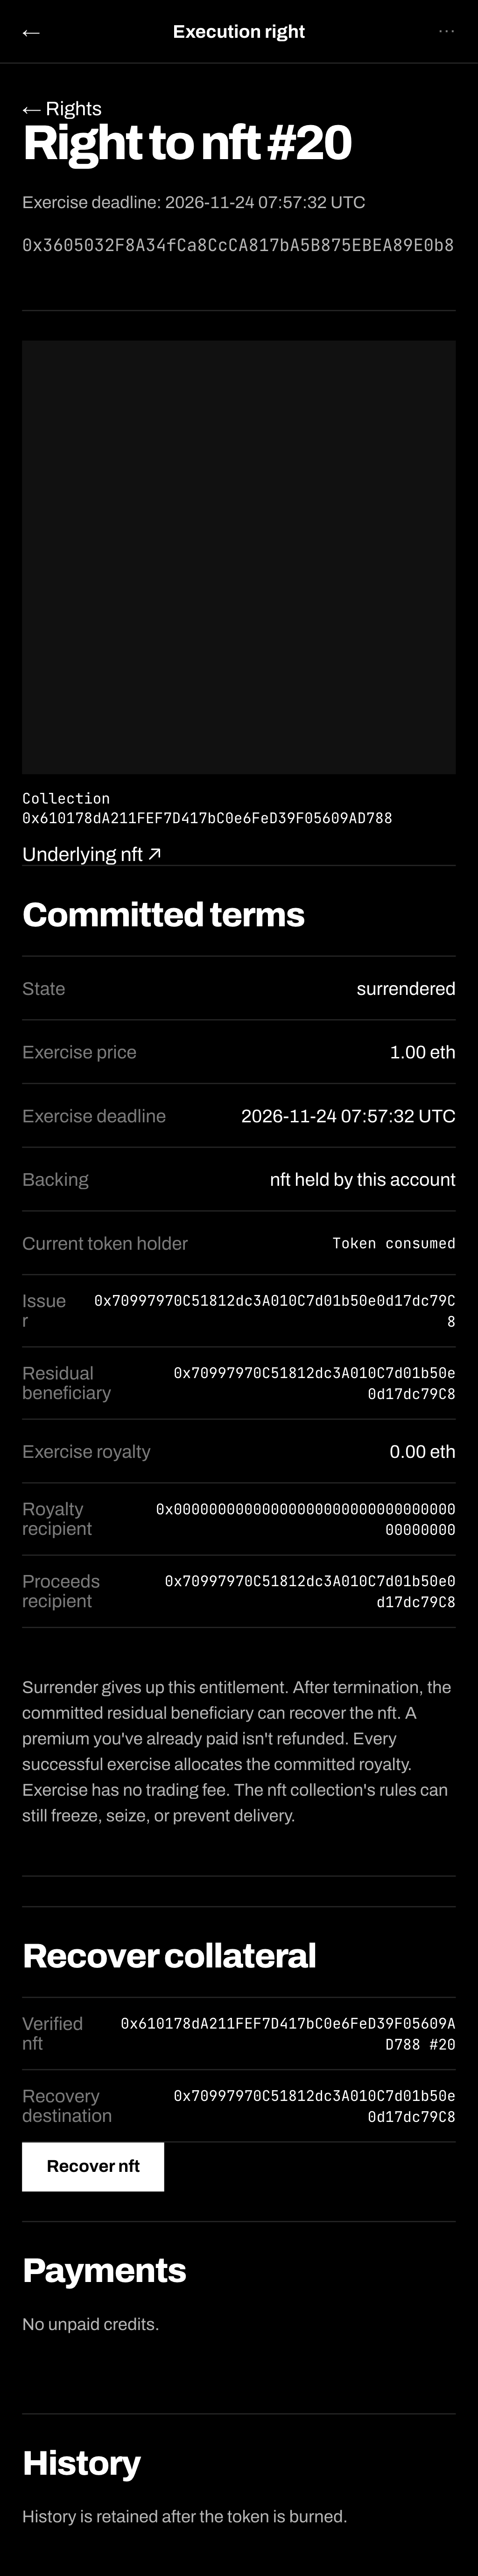 ←
Execution right
...
← Rights
Right to nft #20
Exercise deadline: 2026-11-24 07:57:32 UTC
0x3605032F8A34fCa8CcCA817bA5B875EBEA89E0b8
Collection
0x610178dA211FEF7D417bC0e6FeD39F05609AD788
Underlying nft ↗
Committed terms
State surrendered
Exercise price 1.00 eth
Exercise deadline 2026-11-24 07:57:32 UTC
Backing nft held by this account
Current token holder Token consumed
Issue 0x70997970C51812dc3A010C7d01b50e0d17dc79C
r 8
Residual 0x70997970C51812dc3A010C7d01b50e
beneficiary 0d17dc79C8
Exercise royalty 0.00 eth
Royalty 0x00000000000000000000000000000000
recipient 00000000
Proceeds 0x70997970C51812dc3A010C7d01b50e0
recipient d17dc79C8
Surrender gives up this entitlement. After termination, the
committed residual beneficiary can recover the nft. A
premium you've already paid isn't refunded. Every
successful exercise allocates the committed royalty.
Exercise has no trading fee. The nft collection's rules can
still freeze, seize, or prevent delivery.
Recover collateral
Verified 0x610178dA211FEF7D417bC0e6FeD39F05609A
nft D788 #20
Recovery 0x70997970C51812dc3A010C7d01b50e
destination 0d17dc79C8
Recover nft
Payments
No unpaid credits.
History
History is retained after the token is burned.